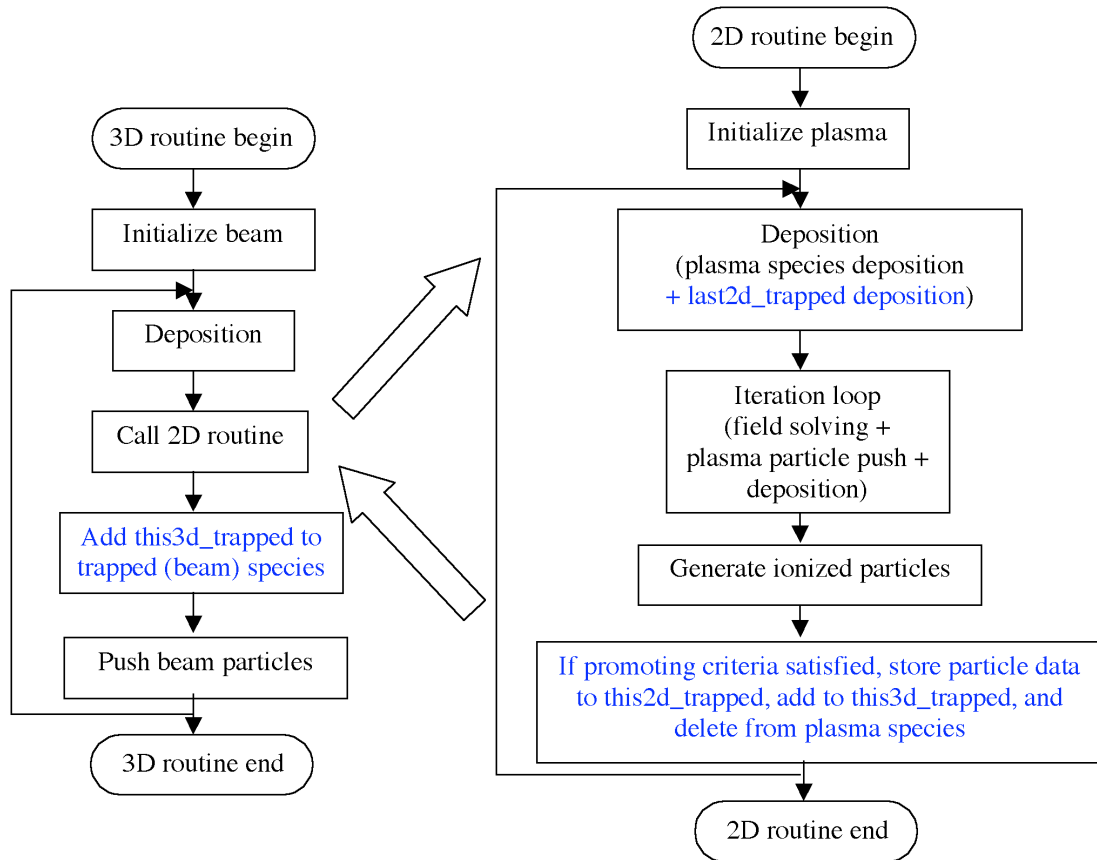 3D routine begin
Initialize beam
Deposition
Call 2D routine
Add this3d_trapped to
trapped (beam) species
Push beam particles
3D routine end
2D routine begin
Initialize plasma
Deposition
(plasma species deposition
+ last2d_trapped deposition)
Iteration loop
(field solving +
plasma particle push +
deposition)
Generate ionized particles
If promoting criteria satisfied, store particle data
to this2d_trapped, add to this3d_trapped, and
delete from plasma species
2D routine end